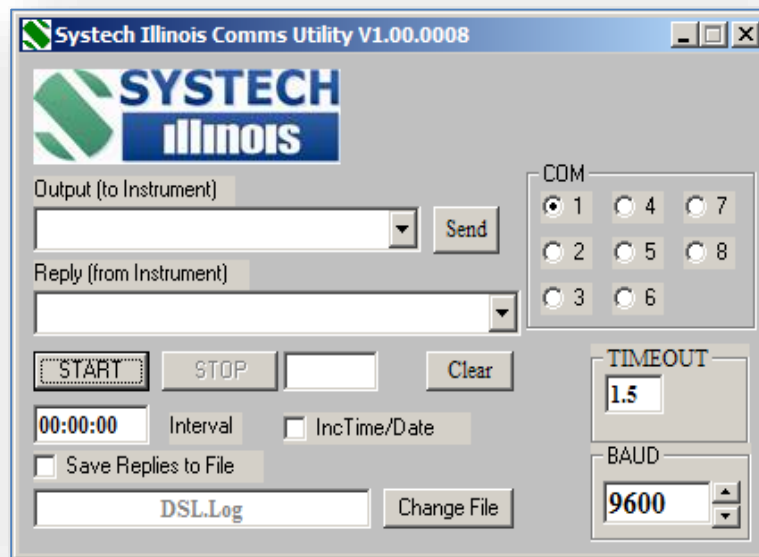 Systech Illinois Comms Utility V1.00.0008
SYSTECH
illinois
Output (to Instrument)
Send
Reply (from Instrument)
COM
1 4 7
2 5 8
3 6
START STOP Clear
00:00:00 Interval IncTime/Date
Save Replies to File
DSL.Log Change File
TIMEOUT
1.5
BAUD
9600